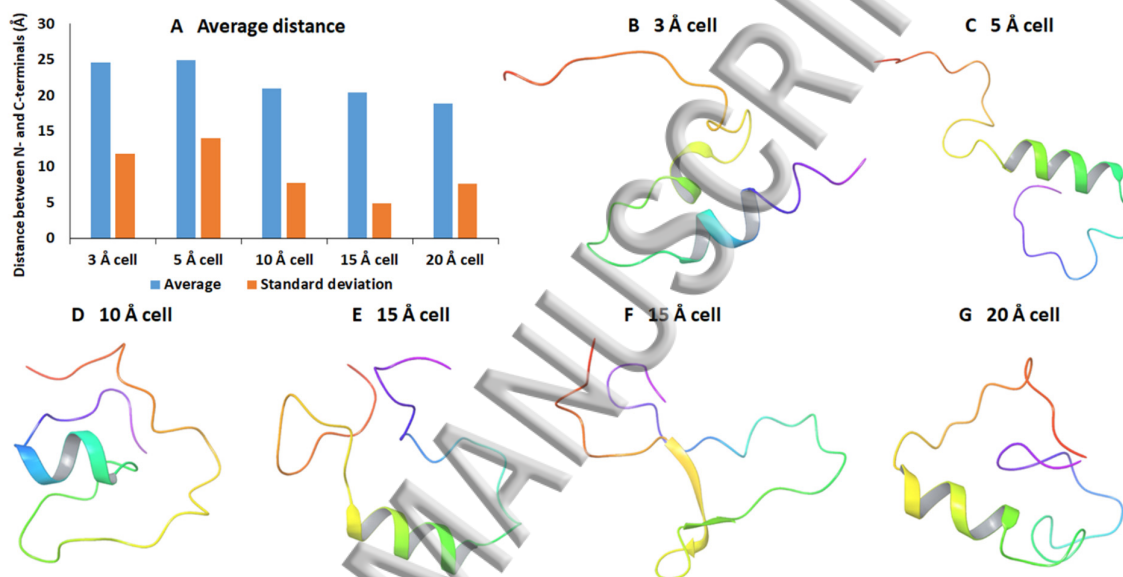 A Average distance
Distance between N- and C-terminals (Å)
30
25
20
15
10
5
0
3 Å cell
5 Å cell
10 Å cell
15 Å cell
20 Å cell
Average
Standard deviation
B 3 Å cell
C 5 Å cell
D 10 Å cell
E 15 Å cell
F 15 Å cell
G 20 Å cell
MANUSCRI